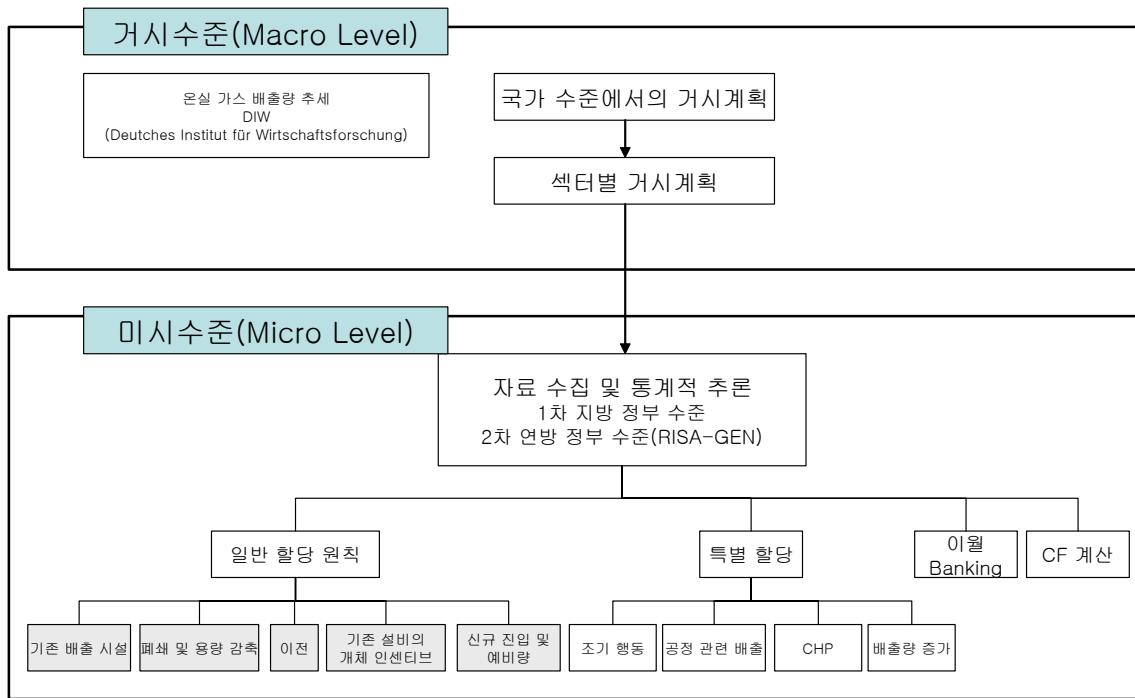 거시수준(Macro Level)
온실 가스 배출량 추세
DIW
(Deutches Institut für Wirtschaftsforschung)
국가 수준에서의 거시계획
섹터별 거시계획
미시수준(Micro Level)
자료 수집 및 통계적 추론
1차 지방 정부 수준
2차 연방 정부 수준(RISA-GEN)
일반 할당 원칙
특별 할당
이월
Banking
CF 계산
기존 배출 시설
폐쇄 및 용량 감축
이전
기존 설비의
개체 인센티브
신규 진입 및
예비량
조기 행동
공정 관련 배출
CHP
배출량 증가